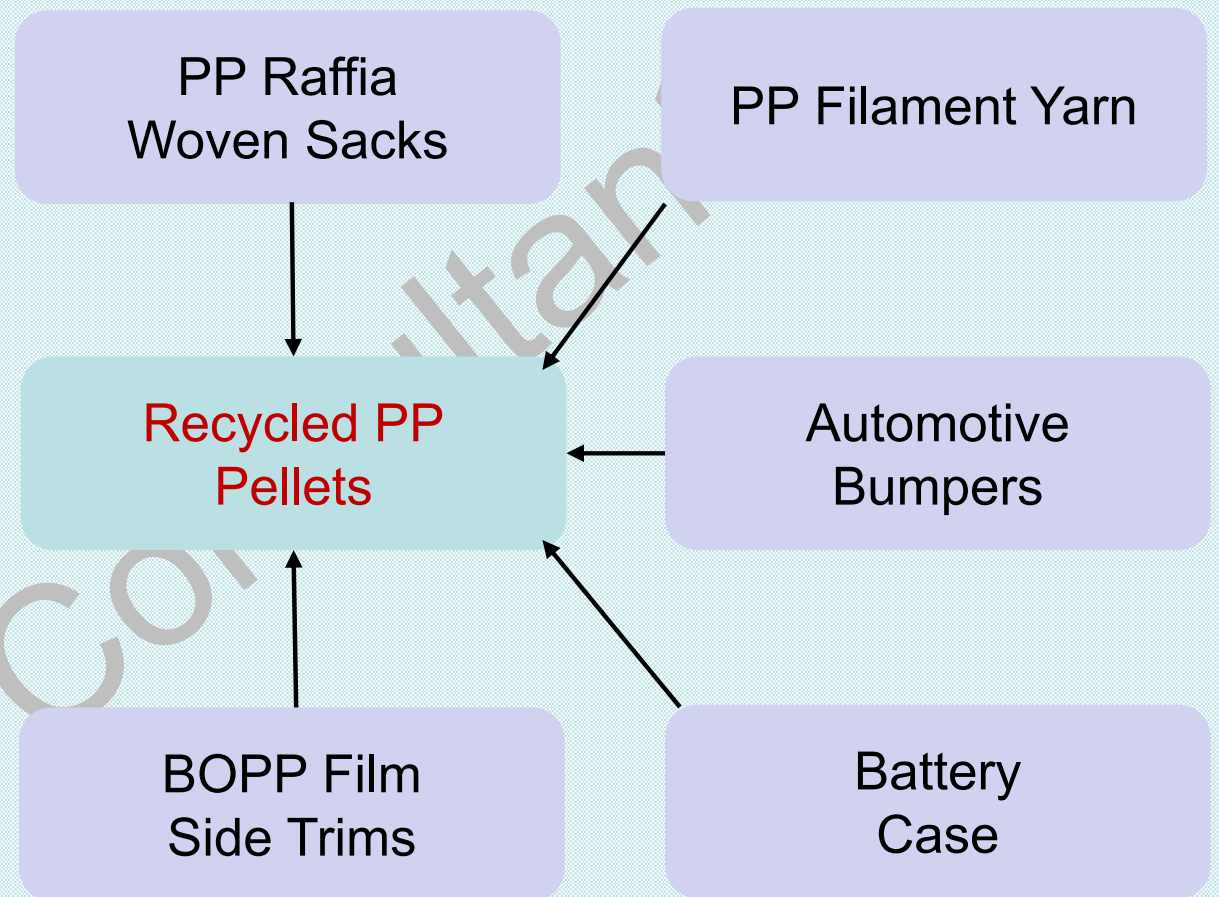 PP Raffia
Woven Sacks
PP Filament Yarn
Recycled PP
Pellets
Automotive
Bumpers
BOPP Film
Side Trims
Battery
Case